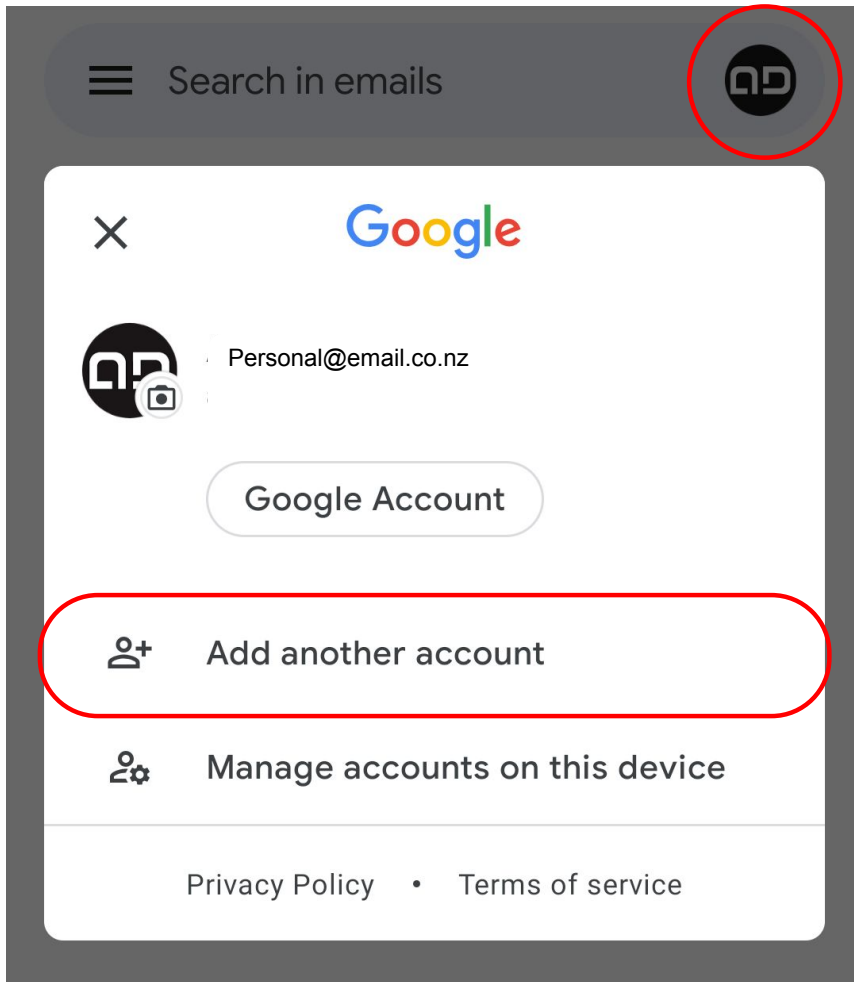 Search in emails
Google
Personal@email.co.nz
Google Account
Add another account
Manage accounts on this device
Privacy Policy • Terms of service